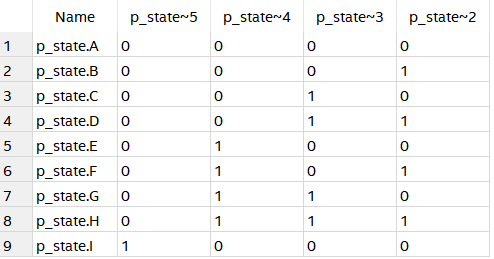 Name p_state~5 p_state~4 p_state~3 p_state~2
1 p_state.A 0 0 0 0
2 p_state.B 0 0 0 1
3 p_state.C 0 0 1 0
4 p_state.D 0 0 1 1
5 p_state.E 0 1 0 0
6 p_state.F 0 1 0 1
7 p_state.G 0 1 1 0
8 p_state.H 0 1 1 1
9 p_state.I 1 0 0 0